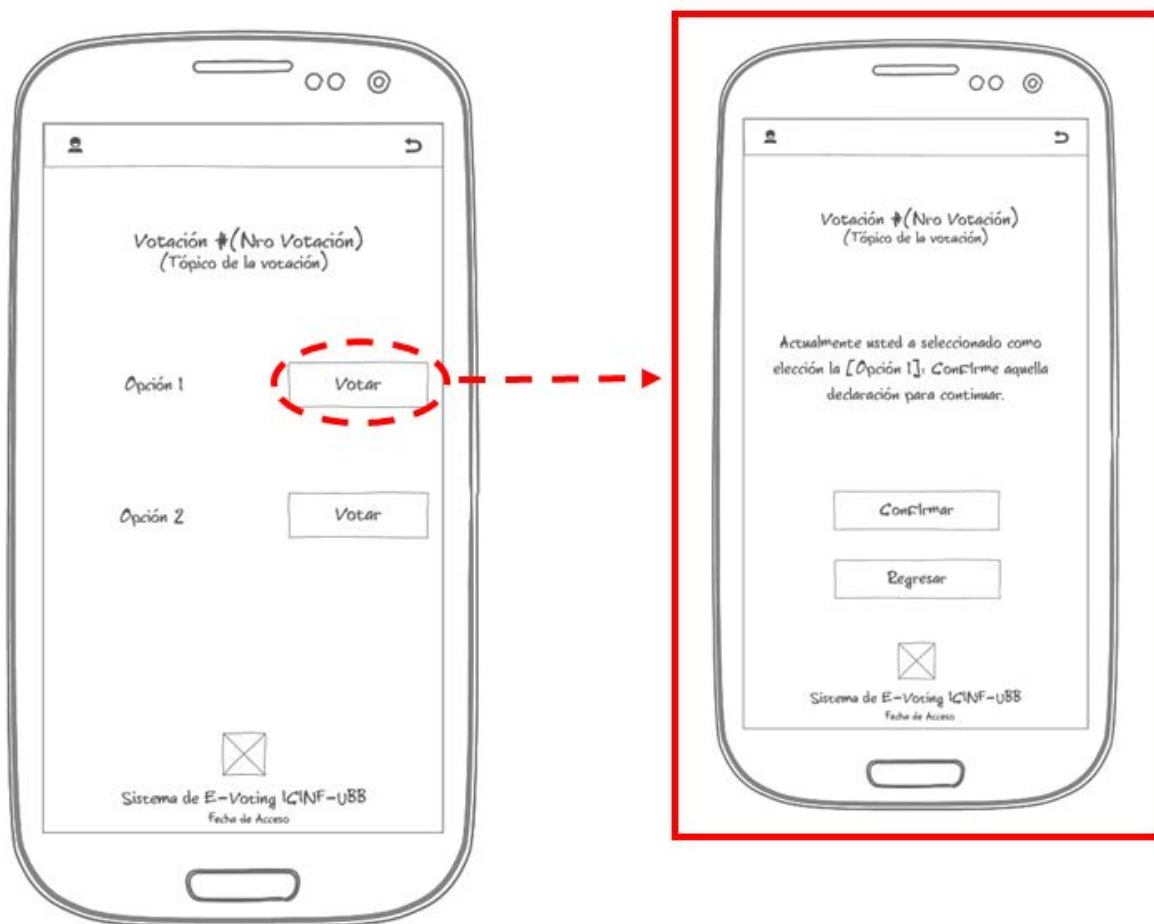 Votación #(Nro Votación)
(Tópico de la votación)
Opción 1
Votar
Opción 2
Votar
Sistema de E-Voting ICINF-UBB
Fecha de Acceso
Votación #(Nro Votación)
(Tópico de la votación)
Actualmente usted a seleccionado como
elección la [Opción 1]: Confirme aquella
declaración para continuar.
Confirmar
Regresar
Sistema de E-Voting ICINF-UBB
Fecha de Acceso